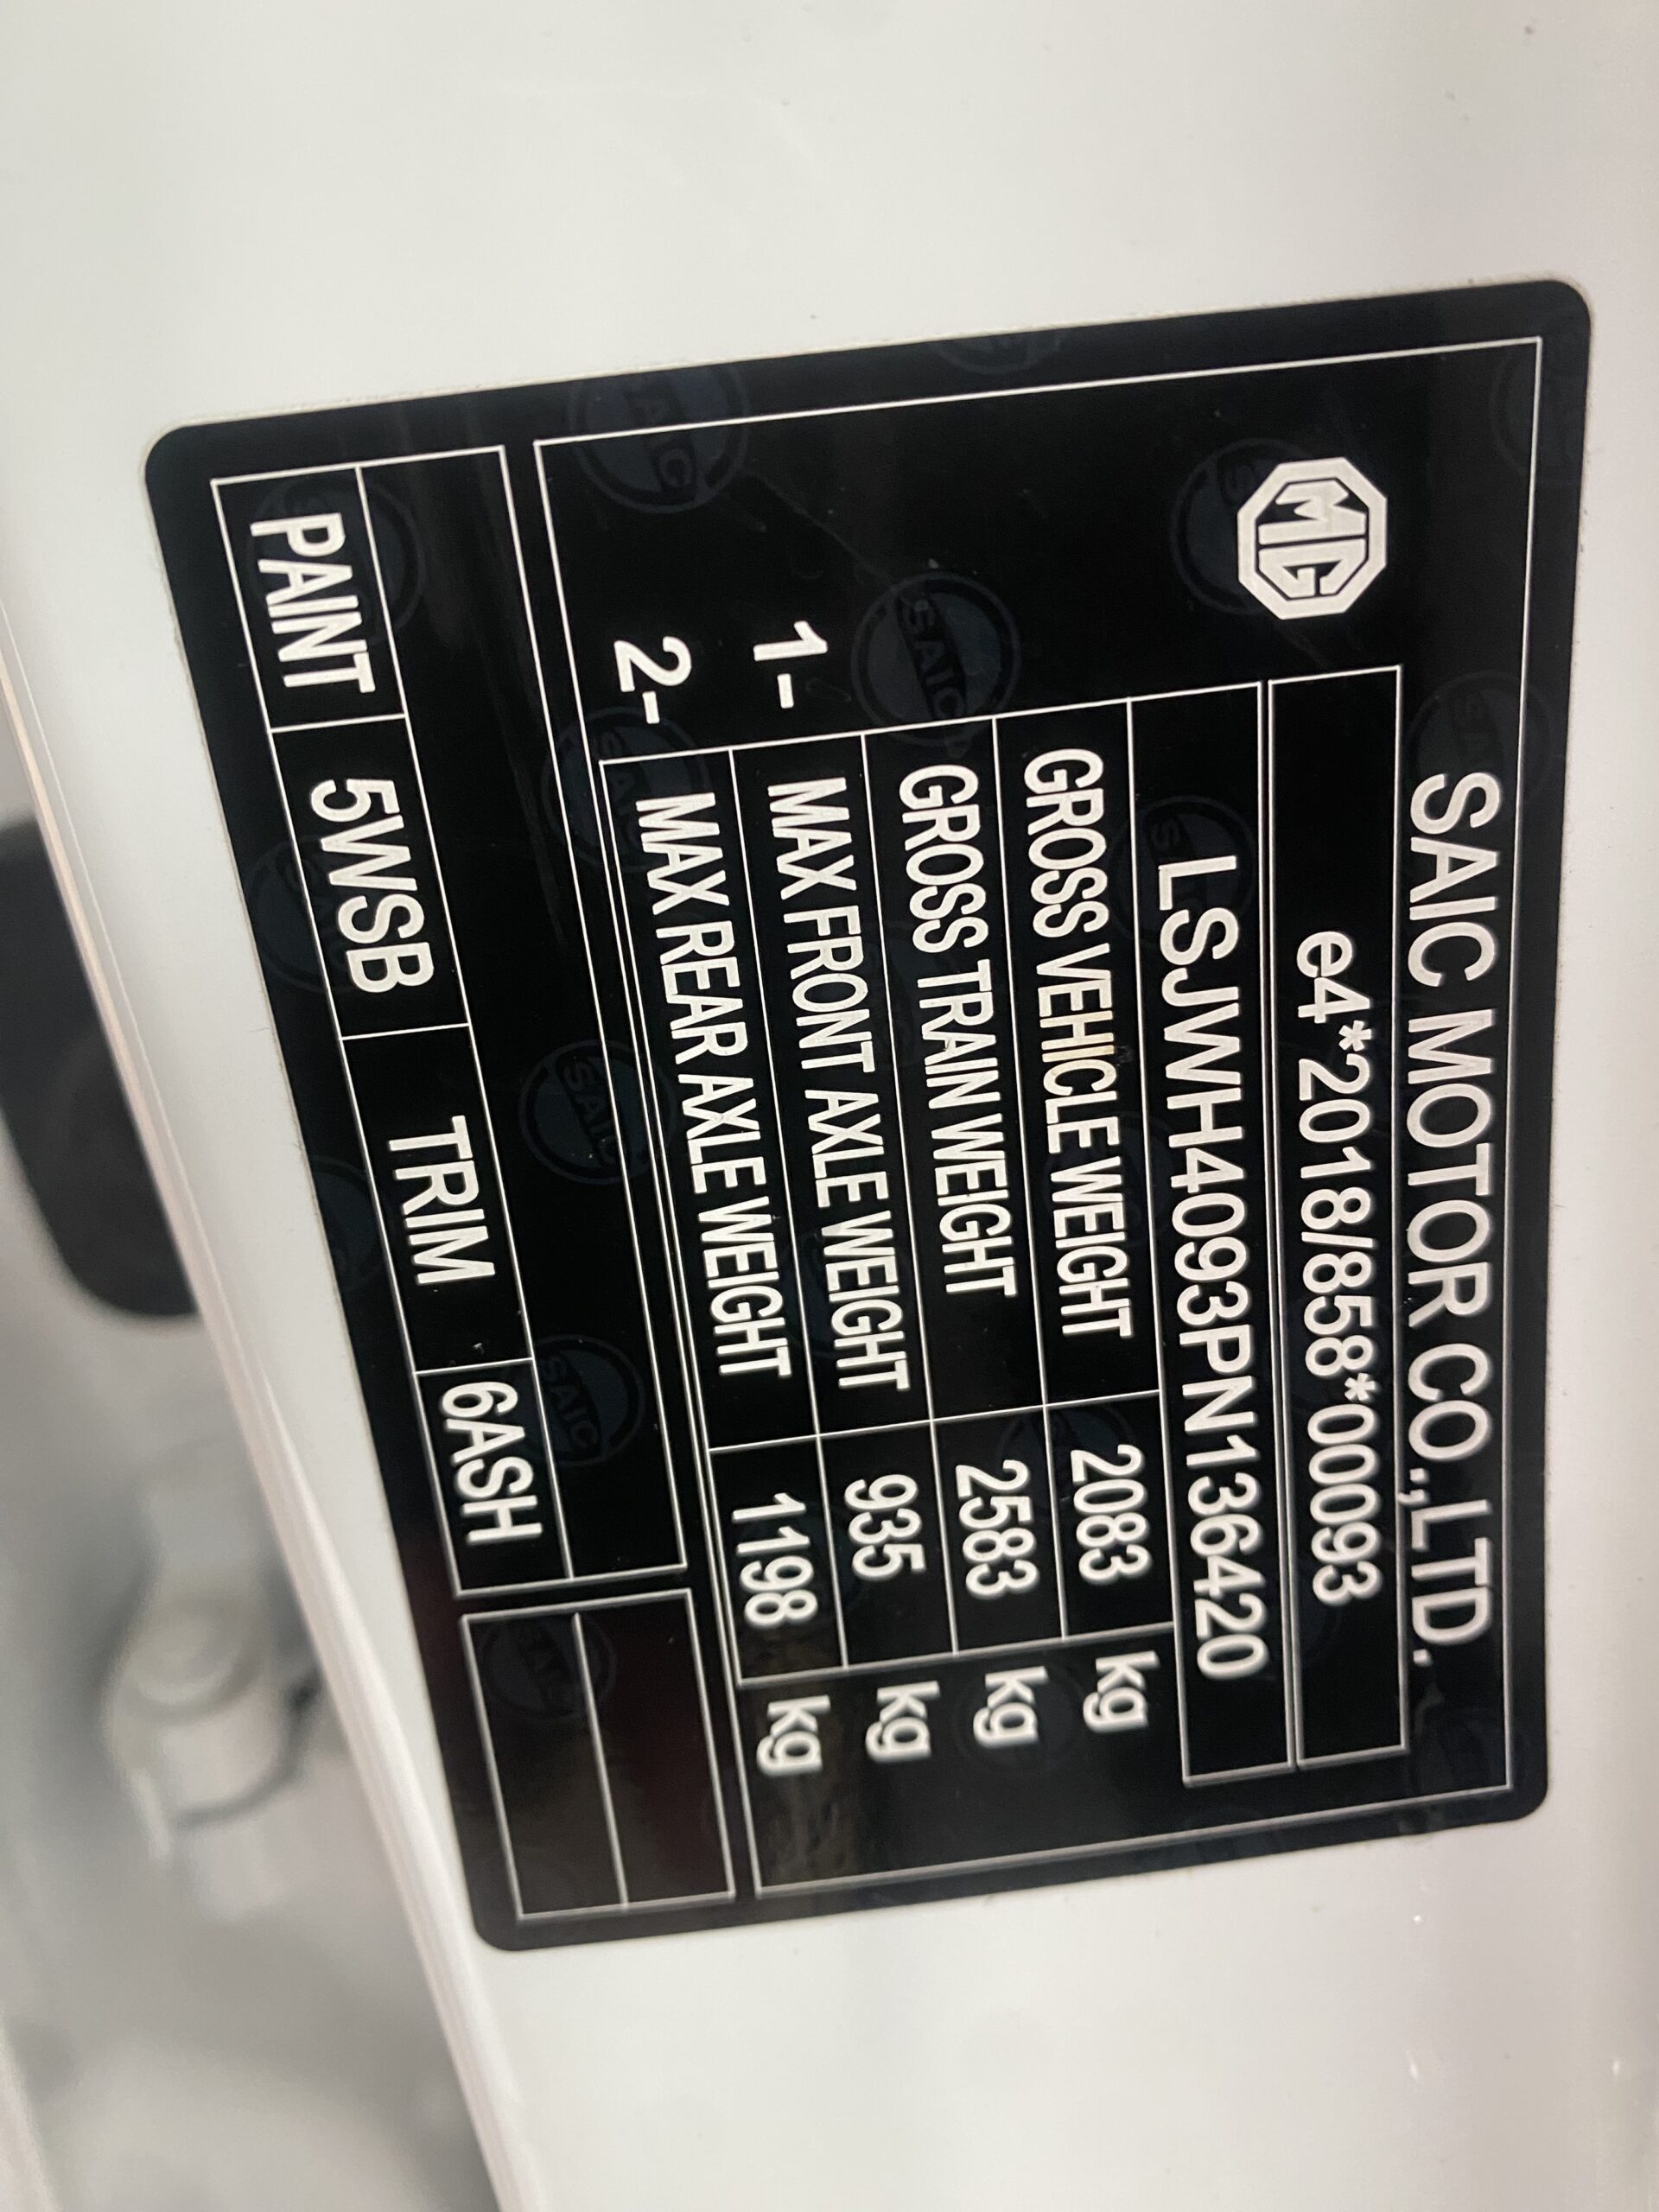 MG
SAIC MOTOR CO.,LTD.
e4*2018/858*00093
LSJWH4093PN136420
GROSS VEHICLE WEIGHT 2083 kg
GROSS TRAIN WEIGHT 2583 kg
1- MAX FRONT AXLE WEIGHT 935 kg
2- MAX REAR AXLE WEIGHT 1198 kg
PAINT 5WSB TRIM 6ASH